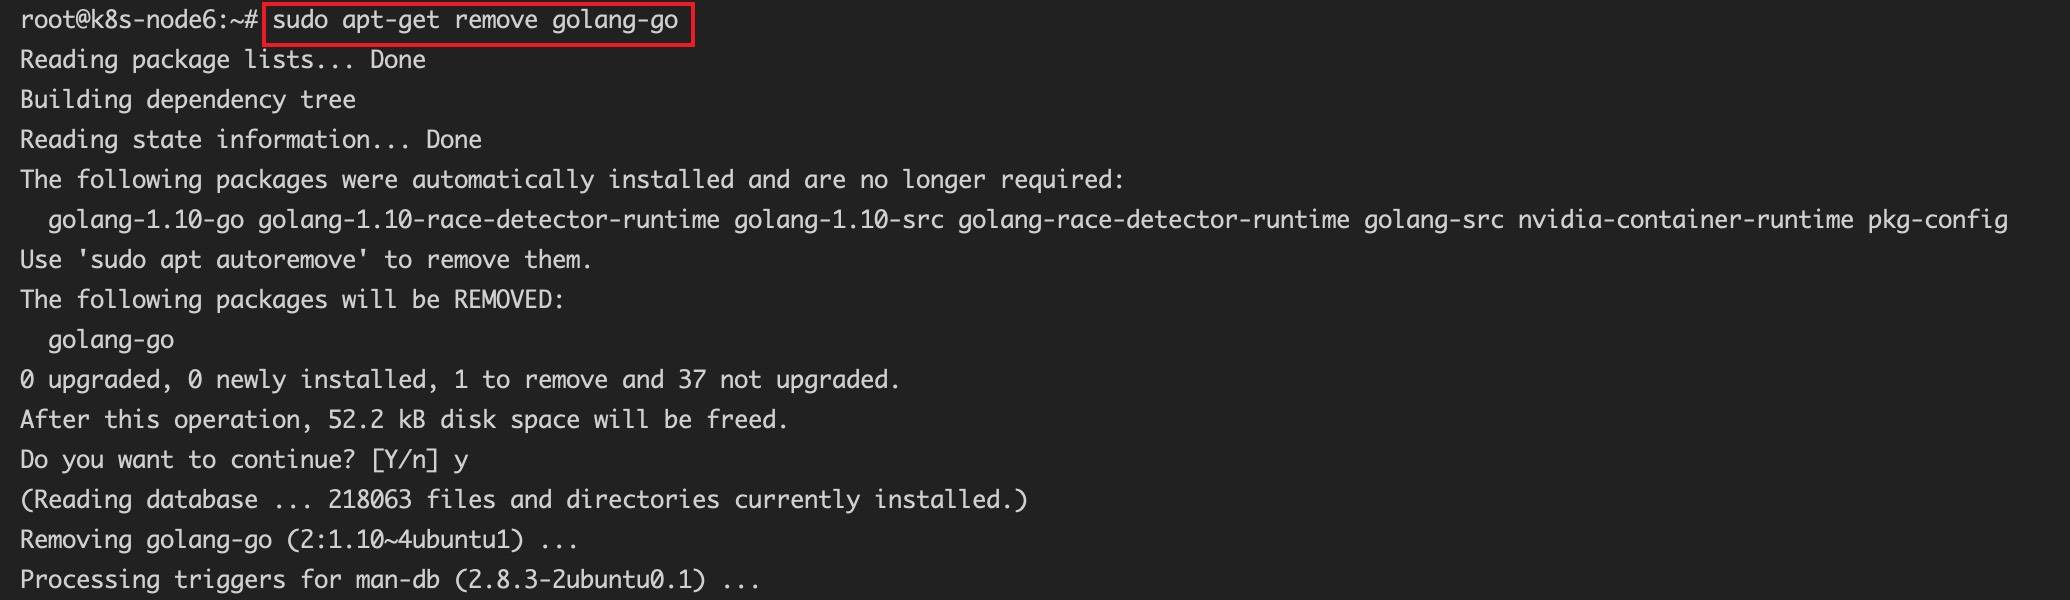 root@k8s-node6:~# sudo apt-get remove golang-go
Reading package lists... Done
Building dependency tree
Reading state information... Done
The following packages were automatically installed and are no longer required:
  golang-1.10-go golang-1.10-race-detector-runtime golang-1.10-src golang-race-detector-runtime golang-src nvidia-container-runtime pkg-config
Use 'sudo apt autoremove' to remove them.
The following packages will be REMOVED:
  golang-go
0 upgraded, 0 newly installed, 1 to remove and 37 not upgraded.
After this operation, 52.2 kB disk space will be freed.
Do you want to continue? [Y/n] y
(Reading database ... 218063 files and directories currently installed.)
Removing golang-go (2:1.10~4ubuntu1) ...
Processing triggers for man-db (2.8.3-2ubuntu0.1) ...